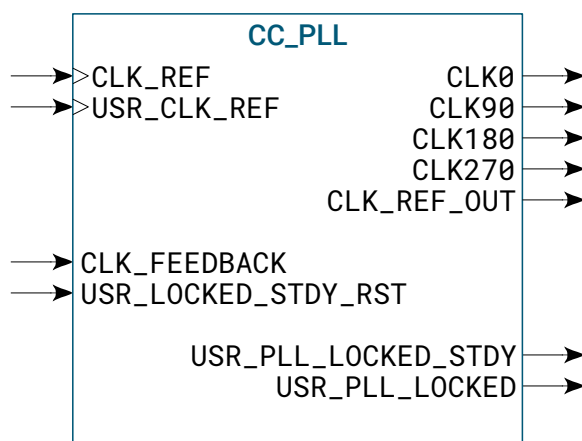 CC_PLL
CLK_REF CLK0
USR_CLK_REF CLK90
CLK180
CLK270
CLK_REF_OUT
CLK_FEEDBACK
USR_LOCKED_STDY_RST
USR_PLL_LOCKED_STDY
USR_PLL_LOCKED